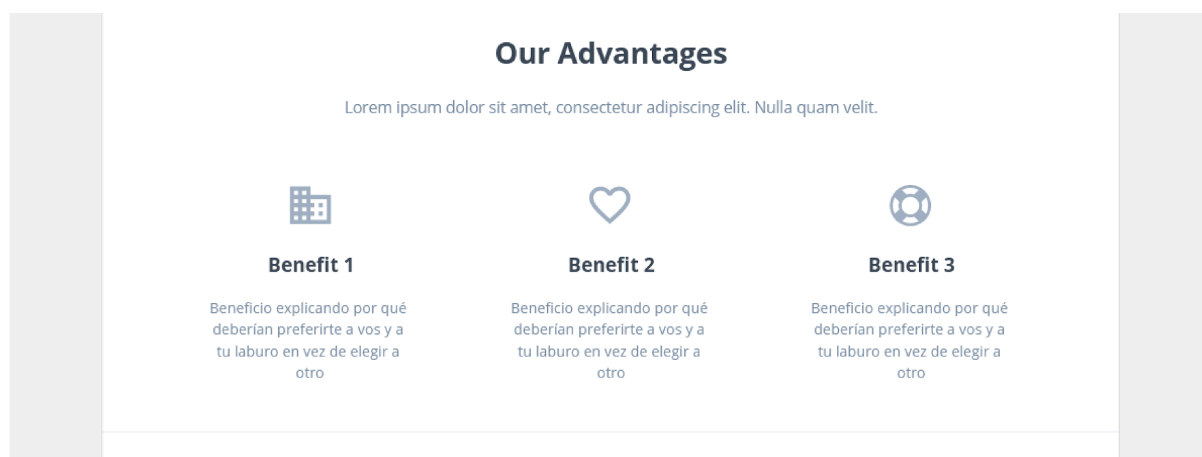 Our Advantages
Lorem ipsum dolor sit amet, consectetur adipiscing elit. Nulla quam velit.
Benefit 1
Beneficio explicando por qué
deberían preferirte a vos y a
tu laburo en vez de elegir a
otro
Benefit 2
Beneficio explicando por qué
deberían preferirte a vos y a
tu laburo en vez de elegir a
otro
Benefit 3
Beneficio explicando por qué
deberían preferirte a vos y a
tu laburo en vez de elegir a
otro